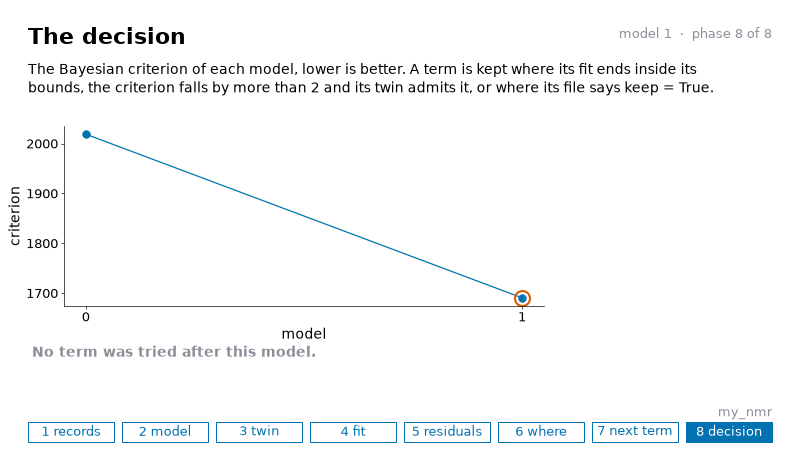 The decision
model 1 · phase 8 of 8
The Bayesian criterion of each model, lower is better. A term is kept where its fit ends inside its
bounds, the criterion falls by more than 2 and its twin admits it, or where its file says keep = True.
2000
1900
1800
1700
criterion
0
1
model
No term was tried after this model.
my_nmr
1 records
2 model
3 twin
4 fit
5 residuals
6 where
7 next term
8 decision